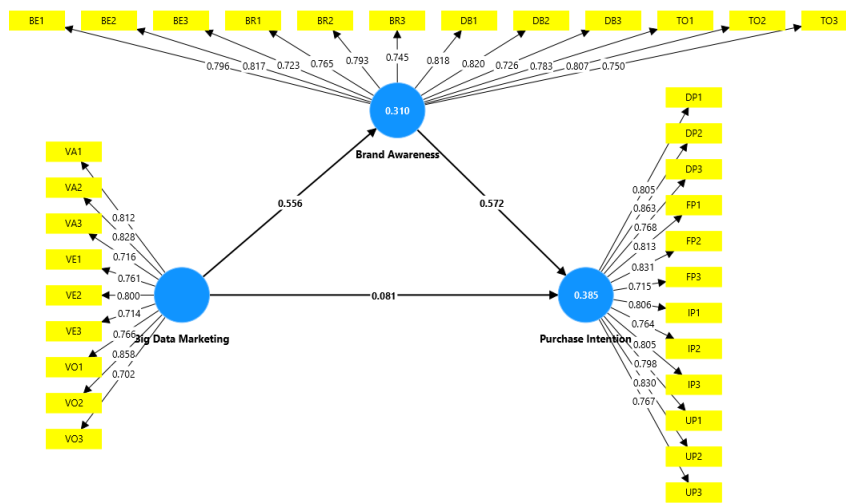 BE1 BE2 BE3 BR1 BR2 BR3 DB1 DB2 DB3 TO1 TO2 TO3
0.796 0.817 0.723 0.765 0.793 0.745 0.818 0.820 0.726 0.783 0.807 0.750
0.310
Brand Awareness
0.556
0.572
0.081
VA1
VA2
VA3
VE1
VE2
VE3
VO1
VO2
VO3
0.812
0.828
0.716
0.761
0.800
0.714
0.766
0.858
0.702
Big Data Marketing
0.385
Purchase Intention
0.805
0.863
0.768
0.813
0.831
0.715
0.806
0.764
0.805
0.798
0.830
0.767
DP1
DP2
DP3
FP1
FP2
FP3
IP1
IP2
IP3
UP1
UP2
UP3